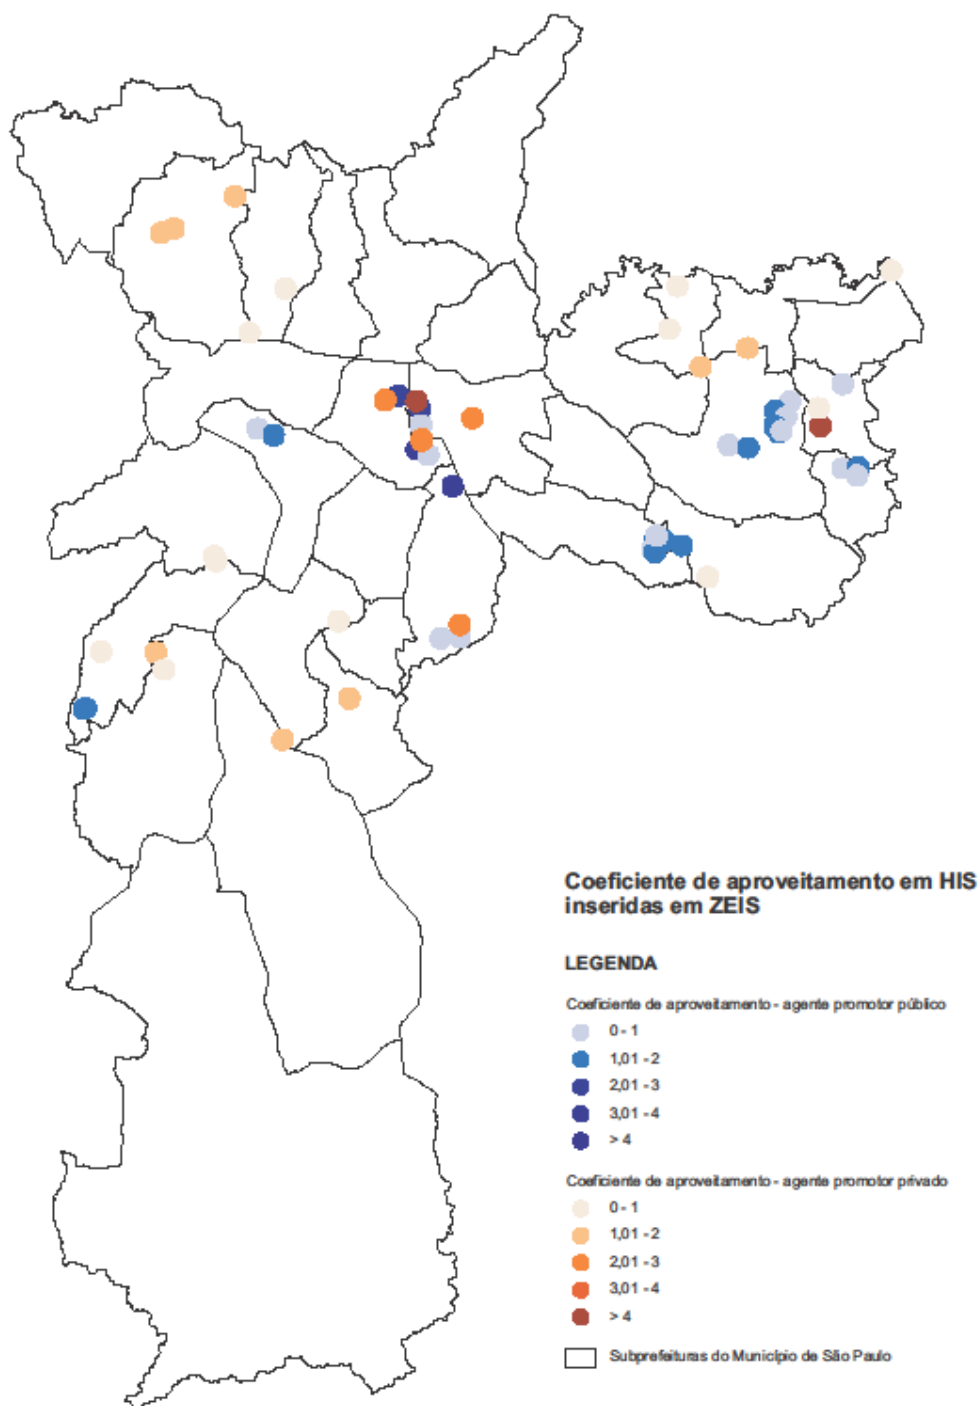 Coeficiente de aproveitamento em HIS
inseridas em ZEIS
LEGENDA
Coeficiente de aproveitamento - agente promotor público
0 - 1
1,01 - 2
2,01 - 3
3,01 - 4
> 4
Coeficiente de aproveitamento - agente promotor privado
0 - 1
1,01 - 2
2,01 - 3
3,01 - 4
> 4
Subprefeituras do Município de São Paulo